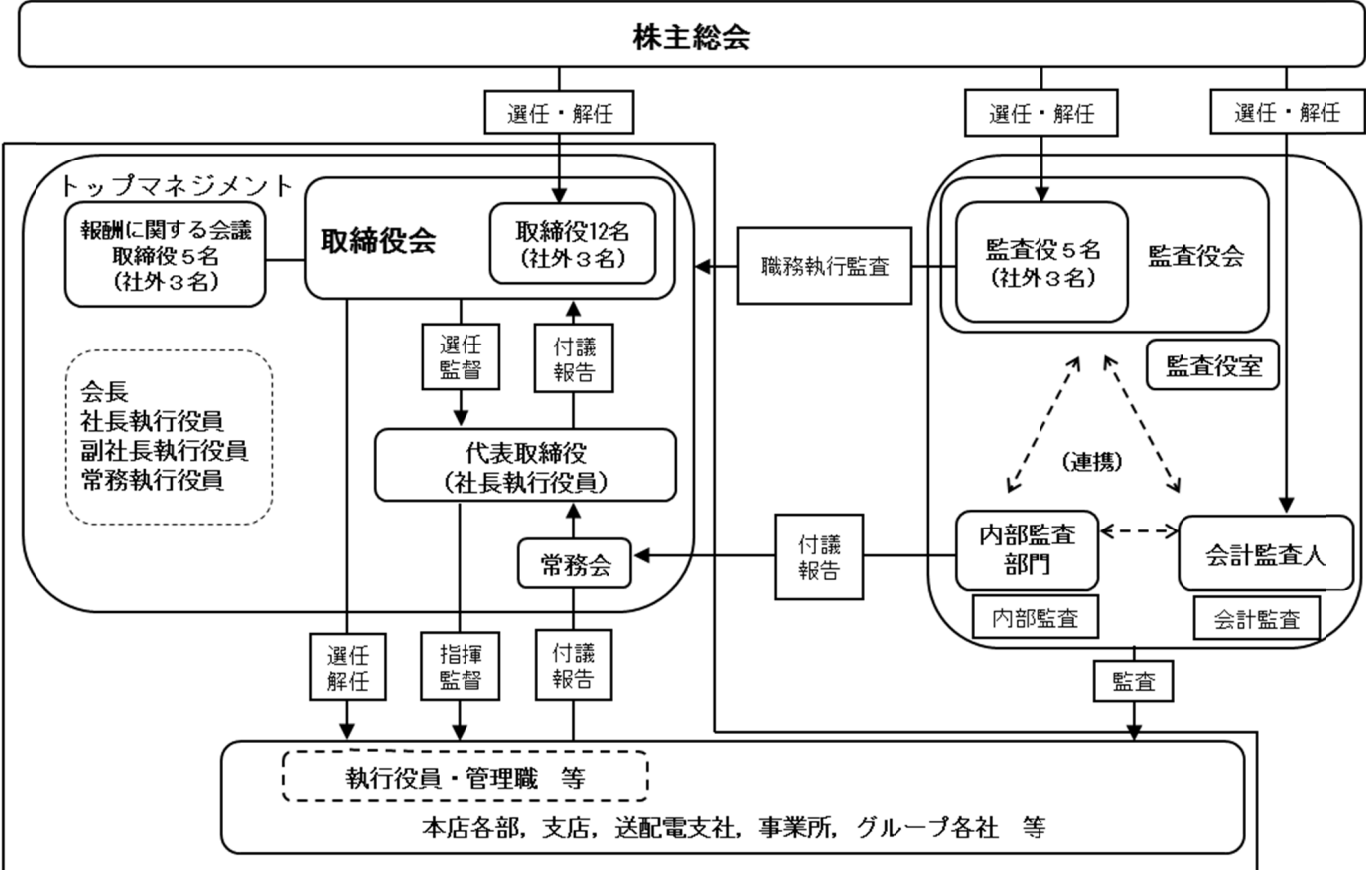 株主総会
選任・解任
選任・解任
選任・解任
トップマネジメント
報酬に関する会議
取締役5名
(社外3名)
取締役会
取締役12名
(社外3名)
職務執行監査
監査役5名
(社外3名)
監査役会
選任
監督
付議
報告
監査役室
会長
社長執行役員
副社長執行役員
常務執行役員
代表取締役
(社長執行役員)
(連携)
常務会
付議
報告
内部監査
部門
会計監査人
内部監査
会計監査
選任
解任
指揮
監督
付議
報告
監査
執行役員・管理職 等
本店各部, 支店, 送配電支社, 事業所, グループ各社 等